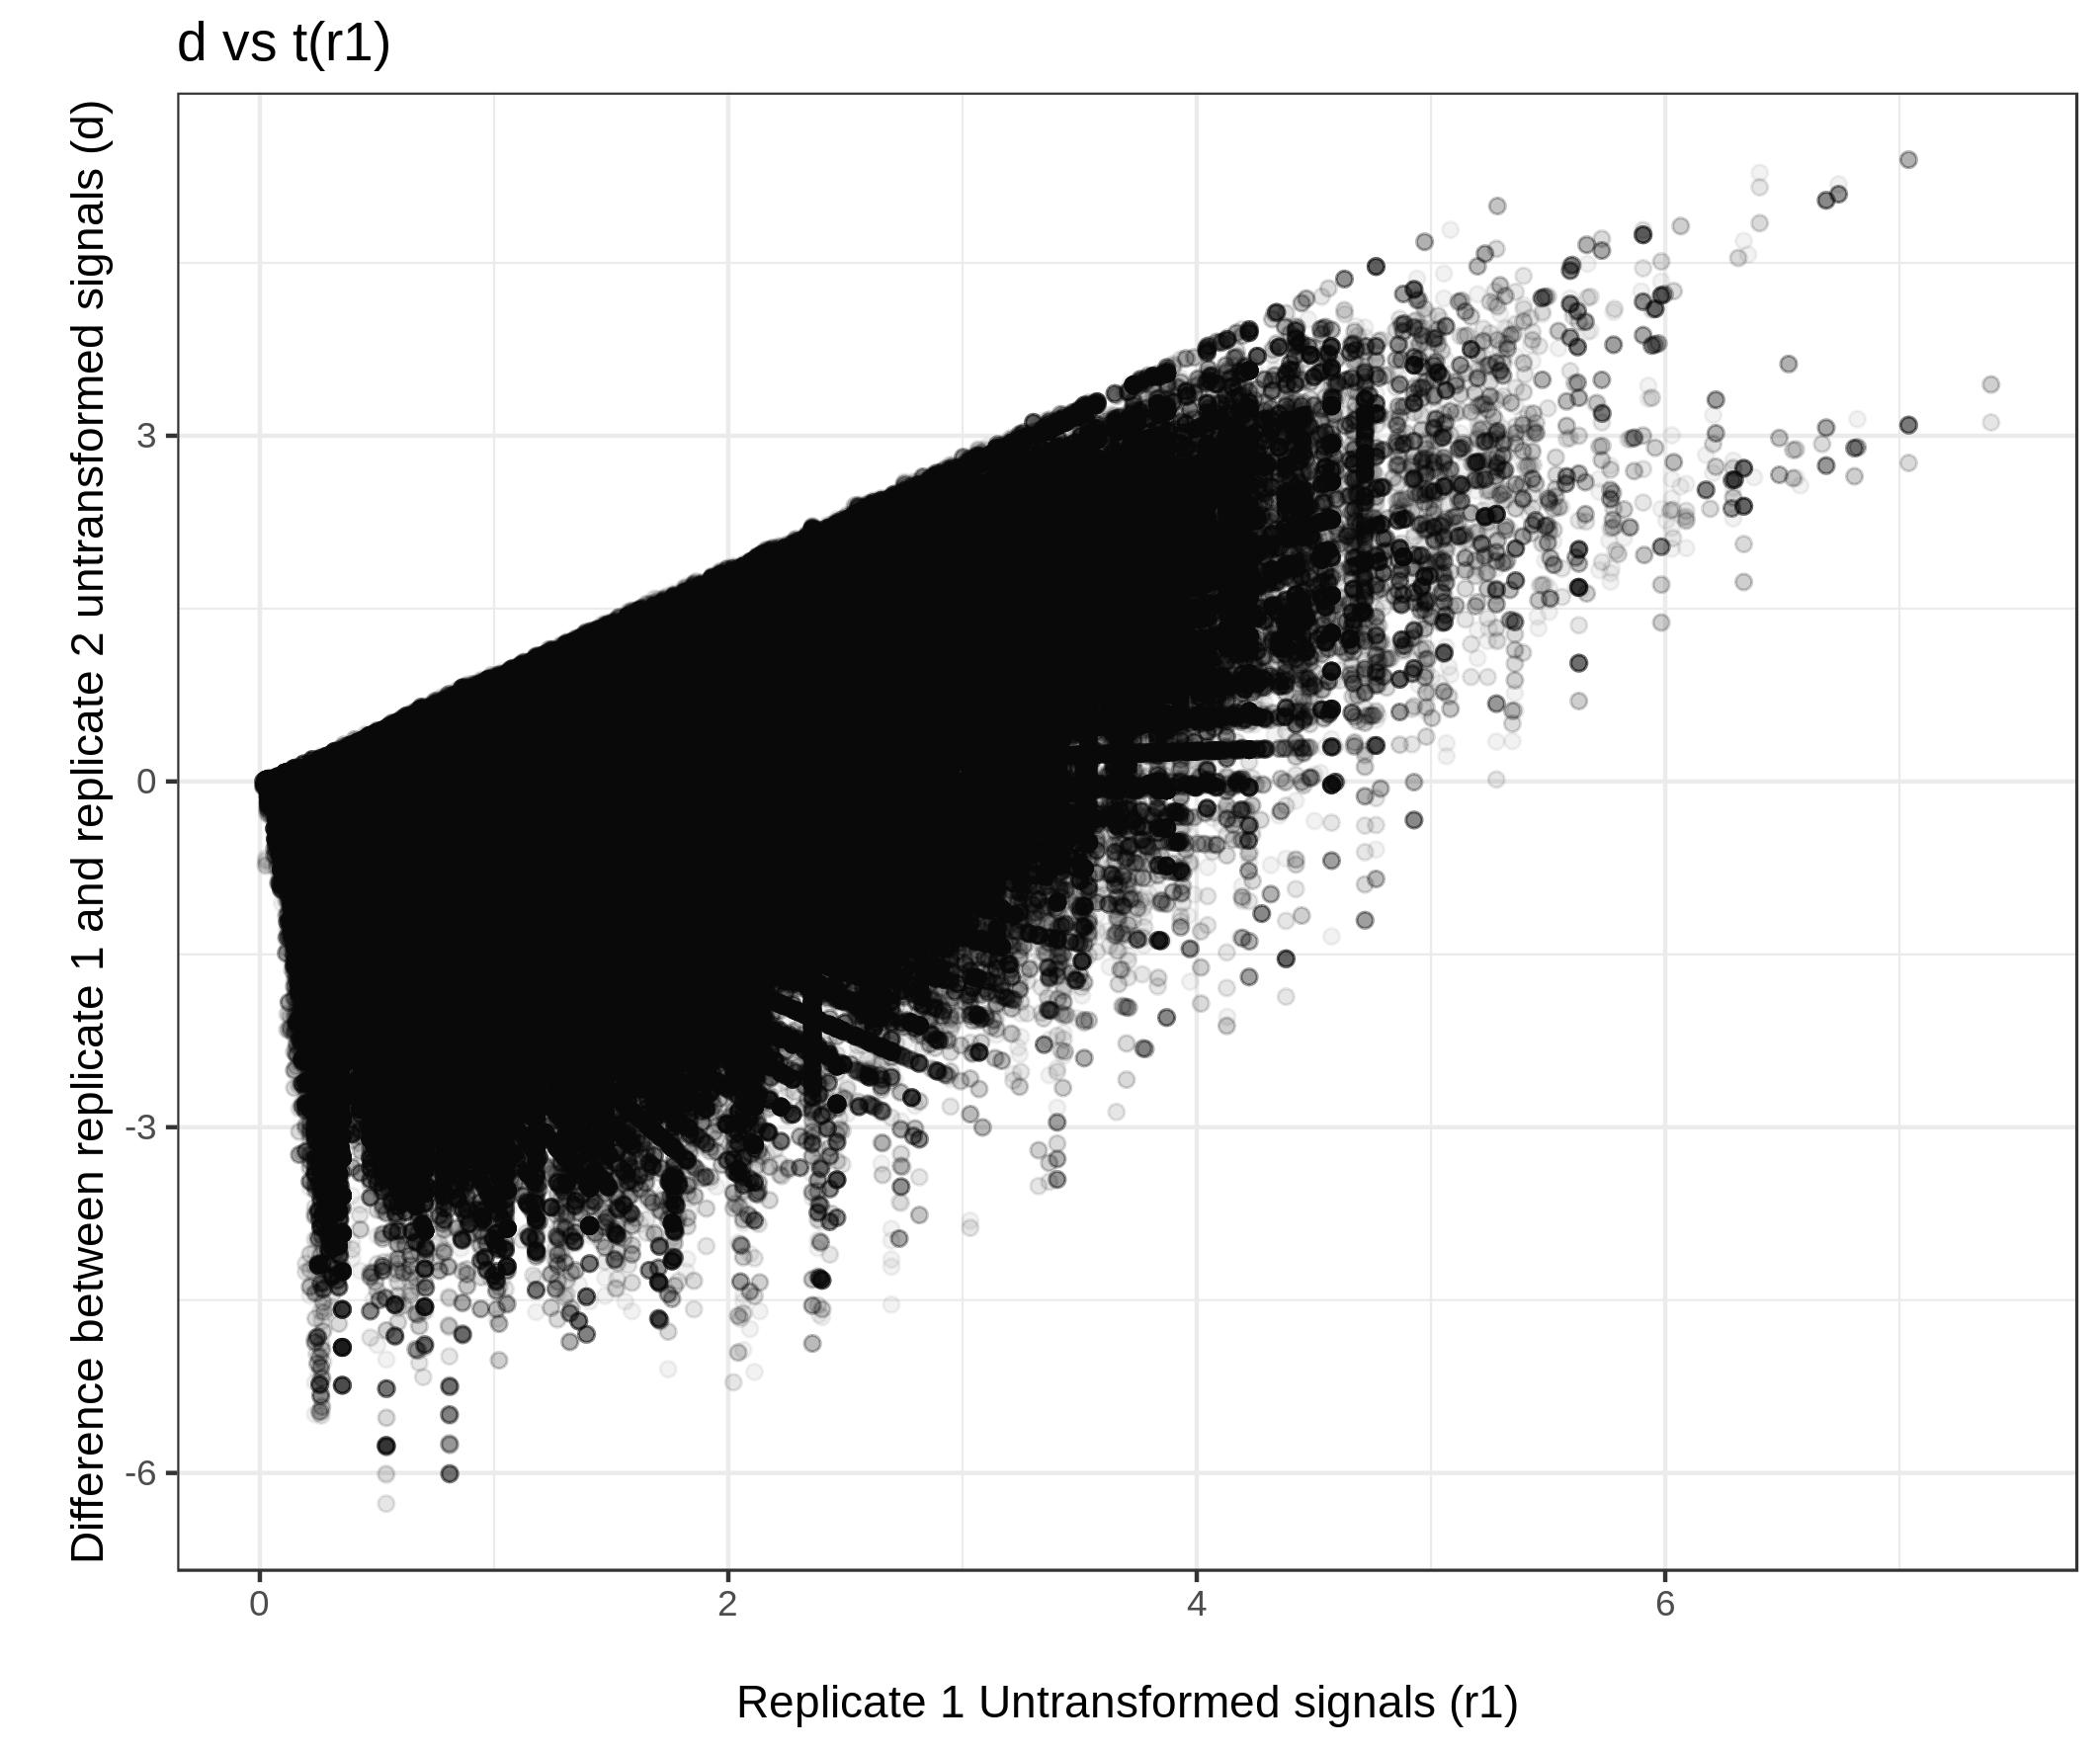 d vs t(r1)
Difference between replicate 1 and replicate 2 untransformed signals (d)
3
0
-3
-6
0 2 4 6
Replicate 1 Untransformed signals (r1)